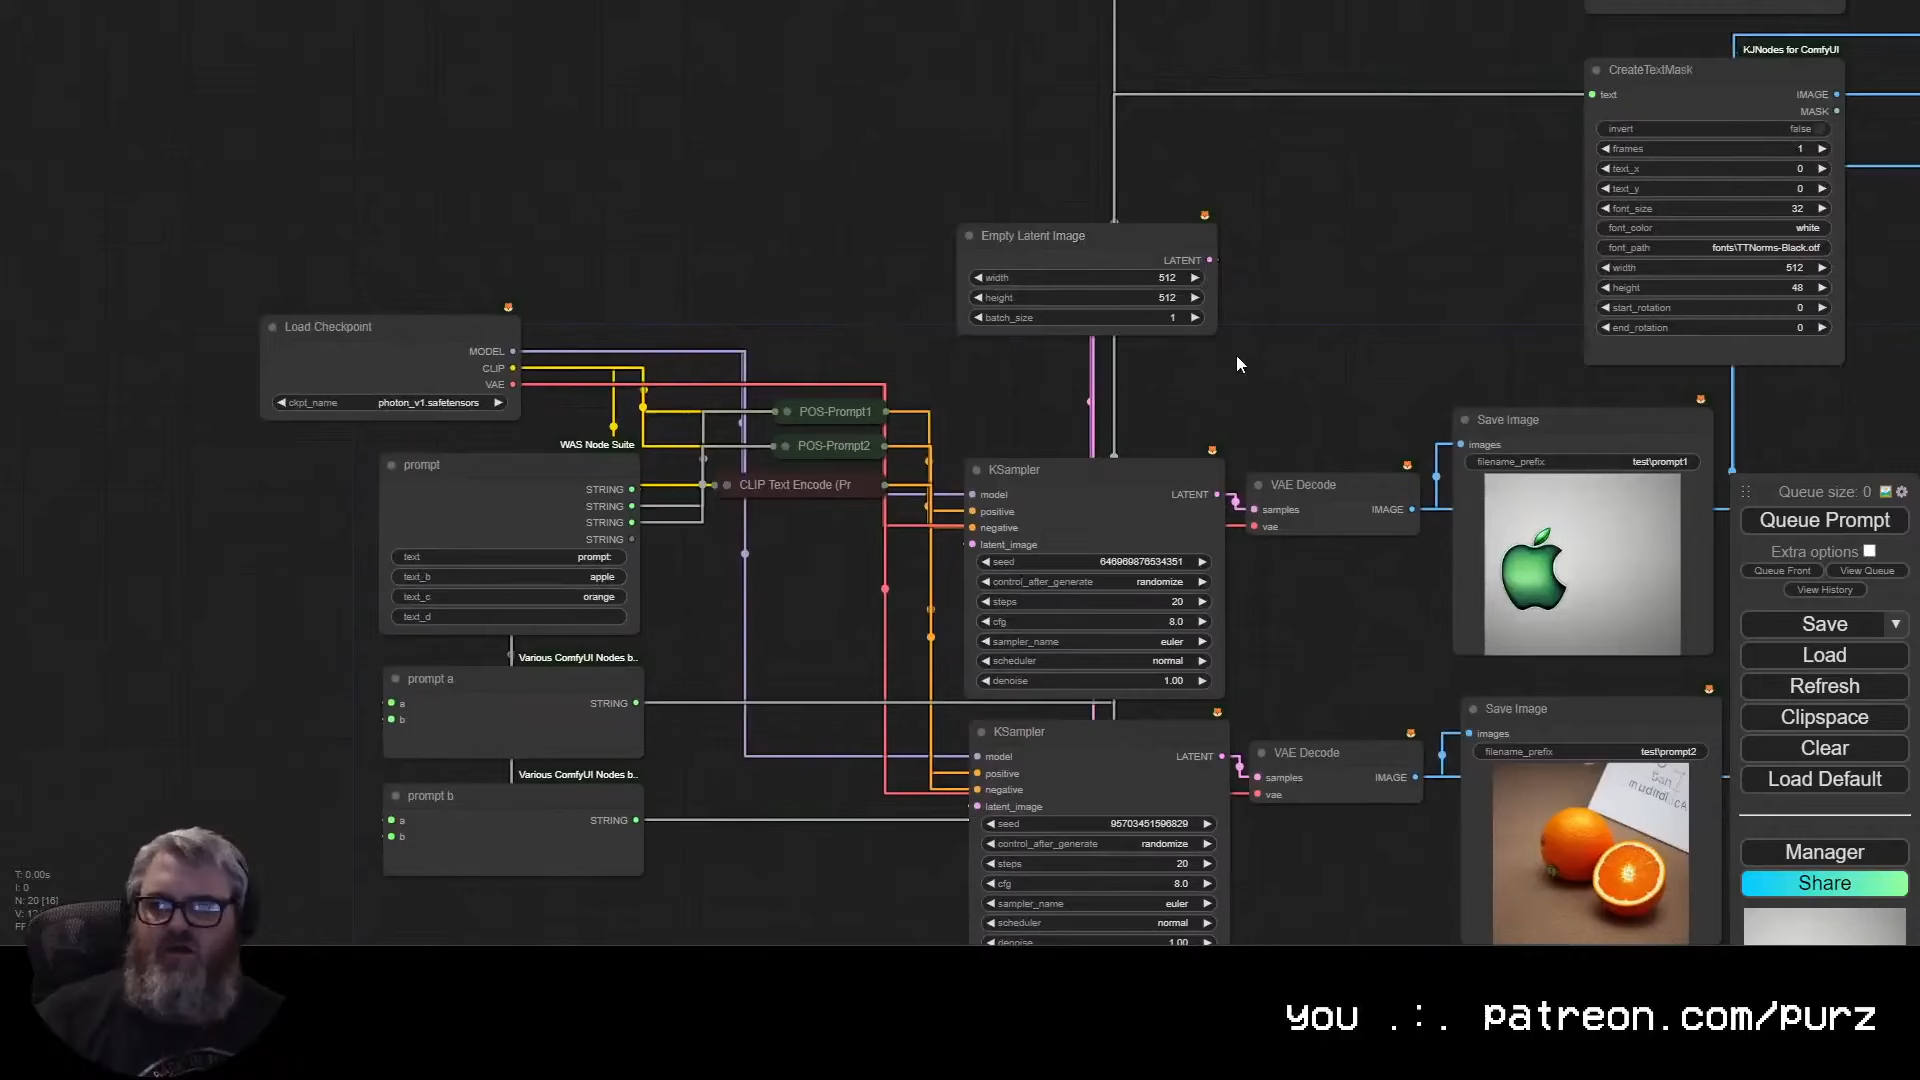 KJNodes for ComfyUI
CreateTextMask
text
IMAGE
MASK
invert false
frames 1
text_x 0
text_y 0
font_size 32
font_color white
font_path fonts\TTNorms-Black.otf
width 512
height 48
start_rotation 0
end_rotation 0
Empty Latent Image
LATENT
width 512
height 512
batch_size 1
Load Checkpoint
MODEL
CLIP
VAE
ckpt_name photon_v1.safetensors
POS-Prompt1
POS-Prompt2
CLIP Text Encode (Pr
WAS Node Suite
prompt
STRING
STRING
STRING
STRING
text prompt:
text_b apple
text_c orange
text_d
Various ComfyUI Nodes b..
prompt a
a STRING
b
Various ComfyUI Nodes b..
prompt b
a STRING
b
KSampler
model LATENT
positive
negative
latent_image
seed 646969876534351
control_after_generate randomize
steps 20
cfg 8.0
sampler_name euler
scheduler normal
denoise 1.00
VAE Decode
samples IMAGE
vae
Save Image
images
filename_prefix test\prompt1
KSampler
model LATENT
positive
negative
latent_image
seed 95703451596829
control_after_generate randomize
steps 20
cfg 8.0
sampler_name euler
scheduler normal
denoise 1.00
VAE Decode
samples IMAGE
vae
Save Image
images
filename_prefix test\prompt2
Queue size: 0
Queue Prompt
Extra options
Queue Front View Queue
View History
Save
Load
Refresh
Clipspace
Clear
Load Default
Manager
Share
T: 0.00s
I: 0
N: 20 [16]
you .:. patreon.com/purz